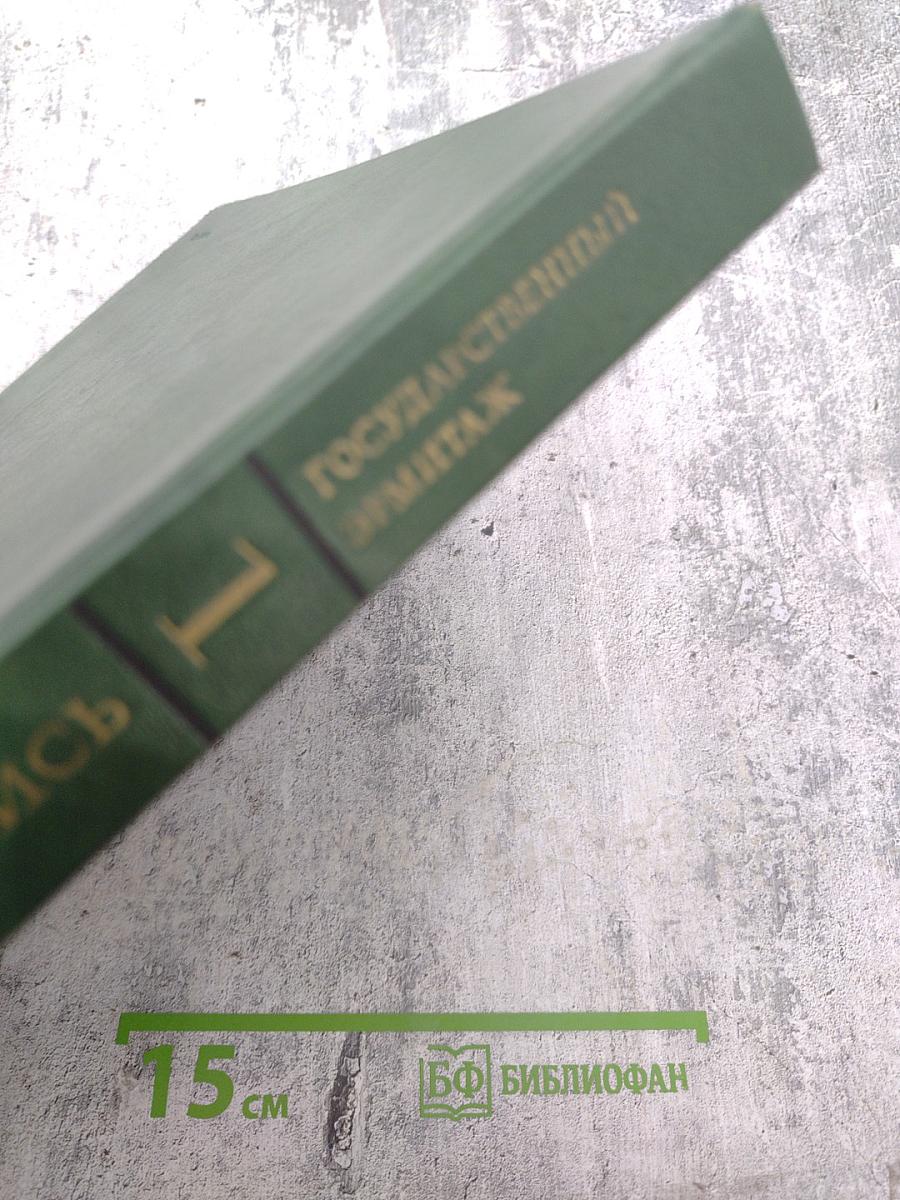 ГОСУДАРСТВЕННЫЙ
ЭРМИТАЖ
1
ИСЬ
15 см
БФ БИБЛИОФАН